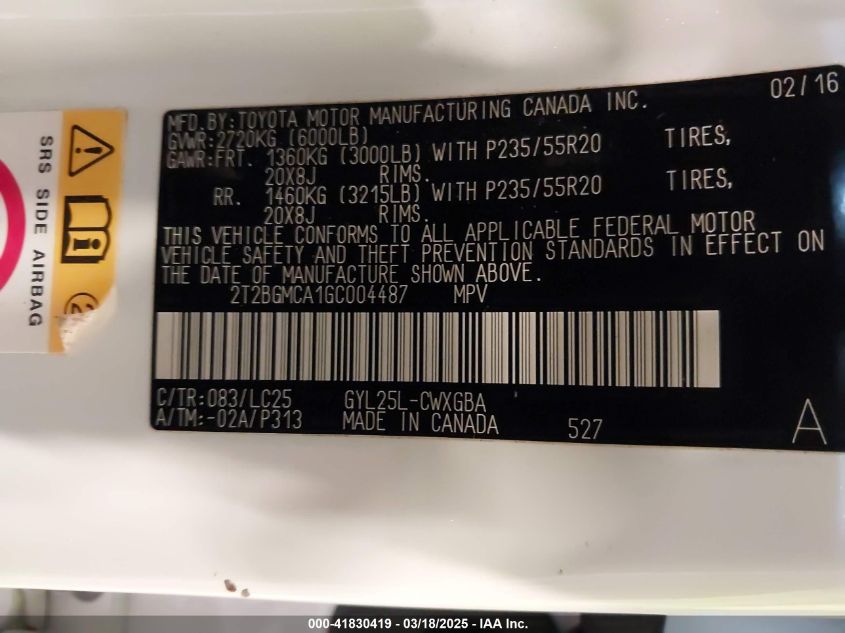 MFD.BY:TOYOTA MOTOR MANUFACTURING CANADA INC. 02/16
GVWR:2720KG (6000LB)
GAWR:FRT. 1360KG (3000LB) WITH P235/55R20 TIRES,
20X8J RIMS.
RR. 1460KG (3215LB) WITH P235/55R20 TIRES,
20X8J RIMS.
THIS VEHICLE CONFORMS TO ALL APPLICABLE FEDERAL MOTOR
VEHICLE SAFETY AND THEFT PREVENTION STANDARDS IN EFFECT ON
THE DATE OF MANUFACTURE SHOWN ABOVE.
2T2BGMCA1GC004487 MPV
C/TR:083/LC25 GYL25L-CWXGBA
A/TM:-02A/P313 MADE IN CANADA 527 A
SRS SIDE AIRBAG
000-41830419 - 03/18/2025 - IAA Inc.